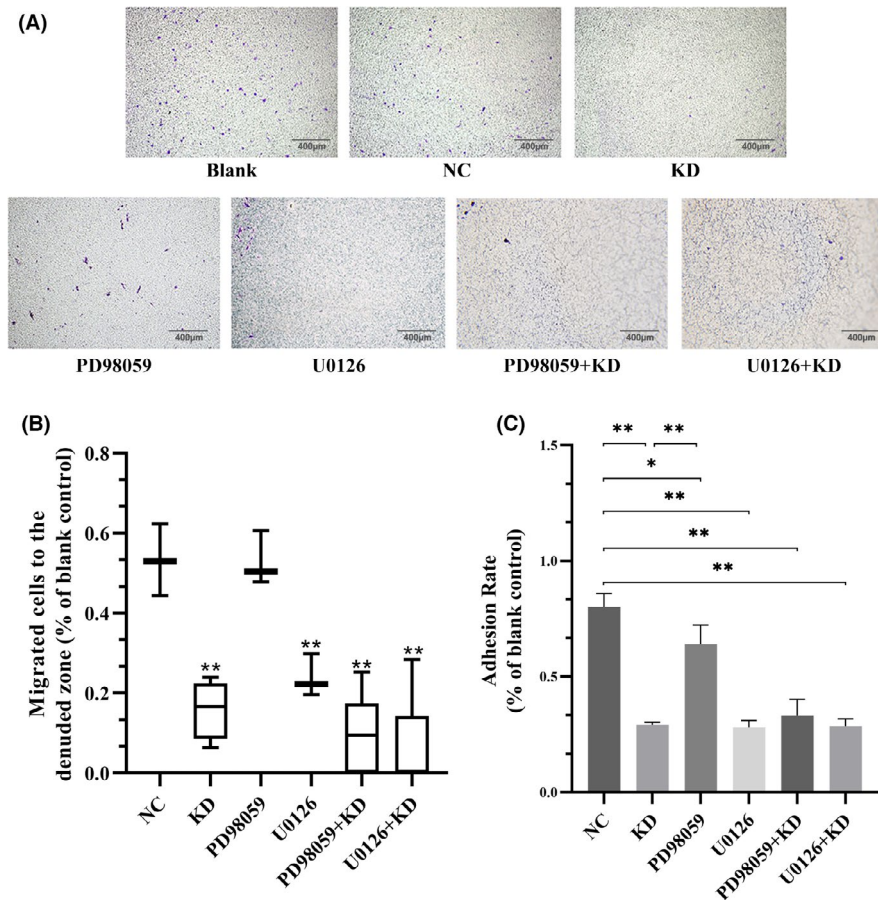 (A)
400μm
400μm
400μm
Blank
NC
KD
400μm
400μm
400μm
400μm
PD98059
U0126
PD98059+KD
U0126+KD
(B)
Migrated cells to the
denuded zone (% of blank control)
0.8
0.6
0.4
0.2
0.0
**
**
**
**
NC
KD
PD98059
U0126
PD98059+KD
U0126+KD
(C)
Adhesion Rate
(% of blank control)
1.5
1.0
0.5
0.0
** **
*
**
**
**
NC
KD
PD98059
U0126
PD98059+KD
U0126+KD